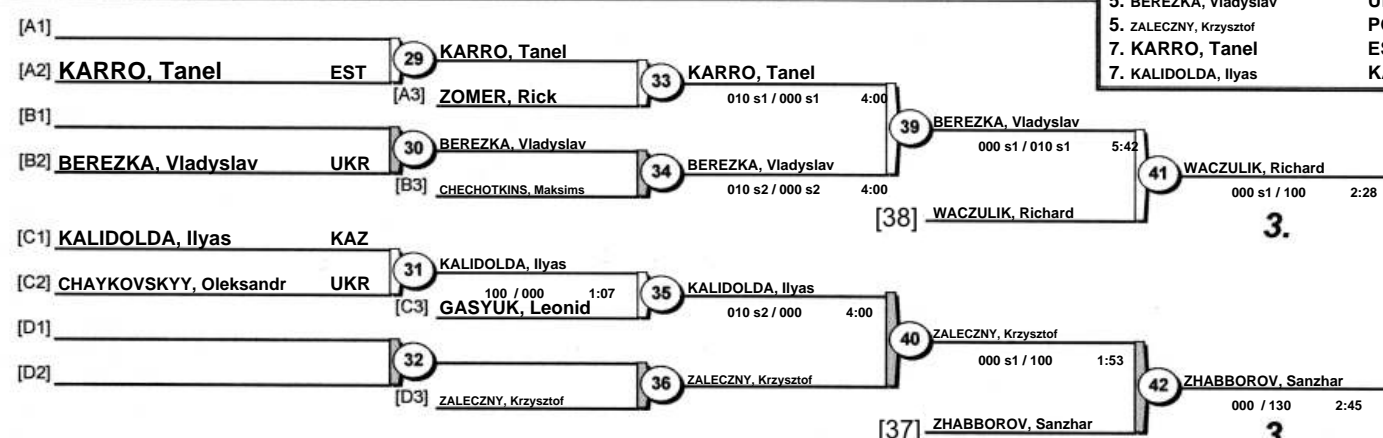 5. BEREZKA, Vladyslav
5. ZALECZNY, Krzysztof
7. KARRO, Tanel
7. KALIDOLDA, Ilyas
[A1]
[A2] KARRO, Tanel EST
29
KARRO, Tanel
[A3] ZOMER, Rick
33
KARRO, Tanel
010 s1 / 000 s1 4:00
[B1]
[B2] BEREZKA, Vladyslav UKR
30
BEREZKA, Vladyslav
[B3] CHECHOTKINS, Maksims
34
BEREZKA, Vladyslav
010 s2 / 000 s2 4:00
39
BEREZKA, Vladyslav
000 s1 / 010 s1 5:42
[38] WACZULIK, Richard
41
WACZULIK, Richard
000 s1 / 100 2:28
3.
[C1] KALIDOLDA, Ilyas KAZ
[C2] CHAYKOVSKYY, Oleksandr UKR
31
KALIDOLDA, Ilyas
100 / 000 1:07
[C3] GASYUK, Leonid
35
KALIDOLDA, Ilyas
010 s2 / 000 4:00
[D1]
[D2]
32
[D3] ZALECZNY, Krzysztof
36
ZALECZNY, Krzysztof
40
ZALECZNY, Krzysztof
000 s1 / 100 1:53
[37] ZHABBOROV, Sanzhar
42
ZHABBOROV, Sanzhar
000 / 130 2:45
3